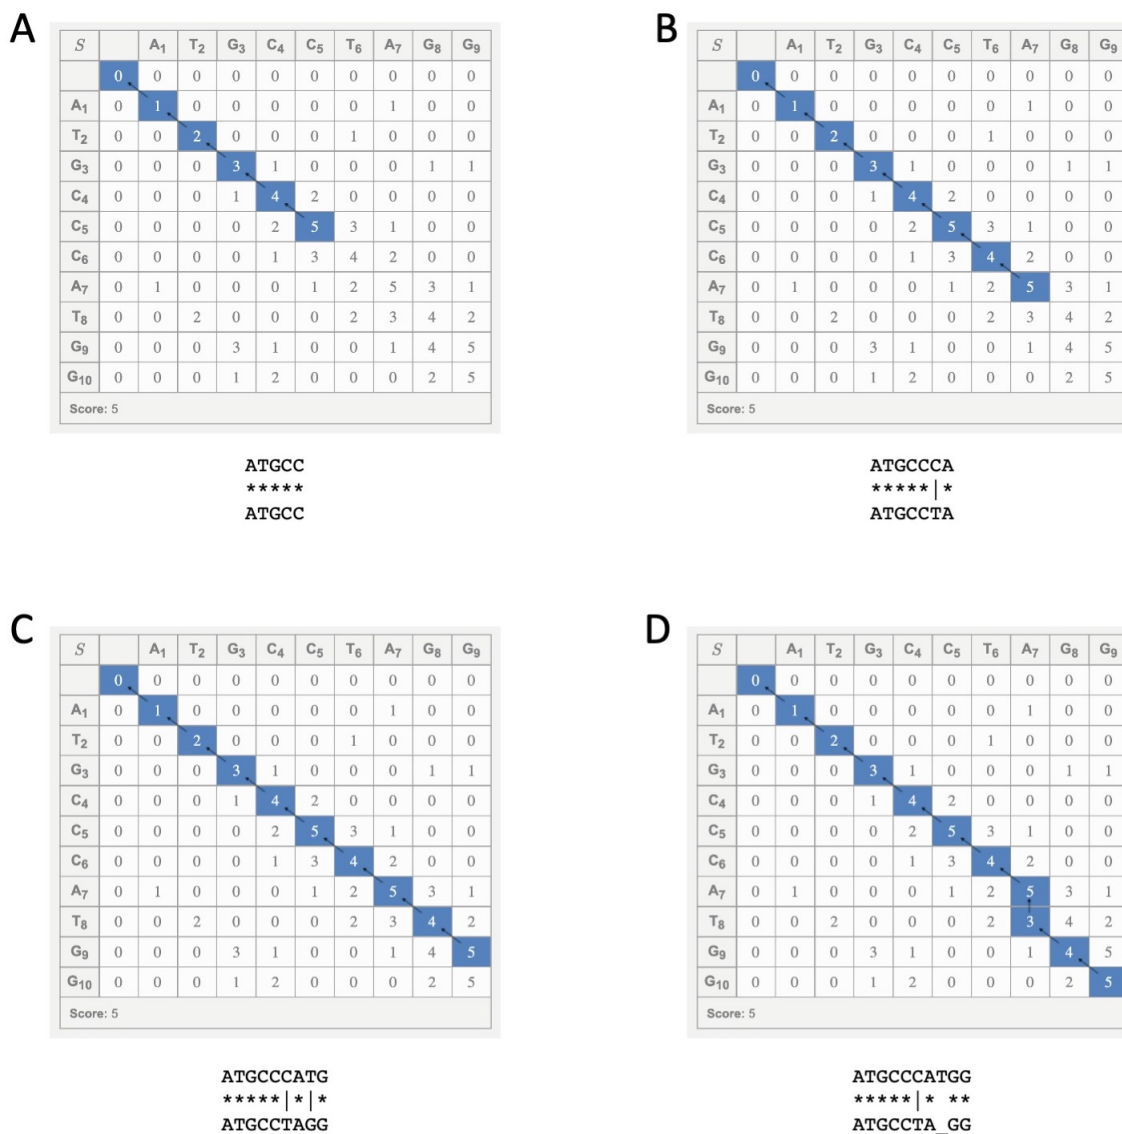 A
S A1 T2 G3 C4 C5 T6 A7 G8 G9
0 0 0 0 0 0 0 0 0 0
A1 0 1 0 0 0 0 0 1 0 0
T2 0 0 2 0 0 0 1 0 0 0
G3 0 0 0 3 1 0 0 0 1 1
C4 0 0 0 1 4 2 0 0 0 0
C5 0 0 0 0 2 5 3 1 0 0
C6 0 0 0 0 1 3 4 2 0 0
A7 0 1 0 0 0 1 2 5 3 1
T8 0 0 2 0 0 0 2 3 4 2
G9 0 0 0 3 1 0 0 1 4 5
G10 0 0 0 1 2 0 0 0 2 5
Score: 5
ATGCC
*****
ATGCC
B
S A1 T2 G3 C4 C5 T6 A7 G8 G9
0 0 0 0 0 0 0 0 0 0
A1 0 1 0 0 0 0 0 1 0 0
T2 0 0 2 0 0 0 1 0 0 0
G3 0 0 0 3 1 0 0 0 1 1
C4 0 0 0 1 4 2 0 0 0 0
C5 0 0 0 0 2 5 3 1 0 0
C6 0 0 0 0 1 3 4 2 0 0
A7 0 1 0 0 0 1 2 5 3 1
T8 0 0 2 0 0 0 2 3 4 2
G9 0 0 0 3 1 0 0 1 4 5
G10 0 0 0 1 2 0 0 0 2 5
Score: 5
ATGCCCA
*****|*
ATGCCTA
C
S A1 T2 G3 C4 C5 T6 A7 G8 G9
0 0 0 0 0 0 0 0 0 0
A1 0 1 0 0 0 0 0 1 0 0
T2 0 0 2 0 0 0 1 0 0 0
G3 0 0 0 3 1 0 0 0 1 1
C4 0 0 0 1 4 2 0 0 0 0
C5 0 0 0 0 2 5 3 1 0 0
C6 0 0 0 0 1 3 4 2 0 0
A7 0 1 0 0 0 1 2 5 3 1
T8 0 0 2 0 0 0 2 3 4 2
G9 0 0 0 3 1 0 0 1 4 5
G10 0 0 0 1 2 0 0 0 2 5
Score: 5
ATGCCCATG
*****|*|*
ATGCCTAGG
D
S A1 T2 G3 C4 C5 T6 A7 G8 G9
0 0 0 0 0 0 0 0 0 0
A1 0 1 0 0 0 0 0 1 0 0
T2 0 0 2 0 0 0 1 0 0 0
G3 0 0 0 3 1 0 0 0 1 1
C4 0 0 0 1 4 2 0 0 0 0
C5 0 0 0 0 2 5 3 1 0 0
C6 0 0 0 0 1 3 4 2 0 0
A7 0 1 0 0 0 1 2 5 3 1
T8 0 0 2 0 0 0 2 3 4 2
G9 0 0 0 3 1 0 0 1 4 5
G10 0 0 0 1 2 0 0 0 2 5
Score: 5
ATGCCCATGG
*****|* **
ATGCCTA_GG